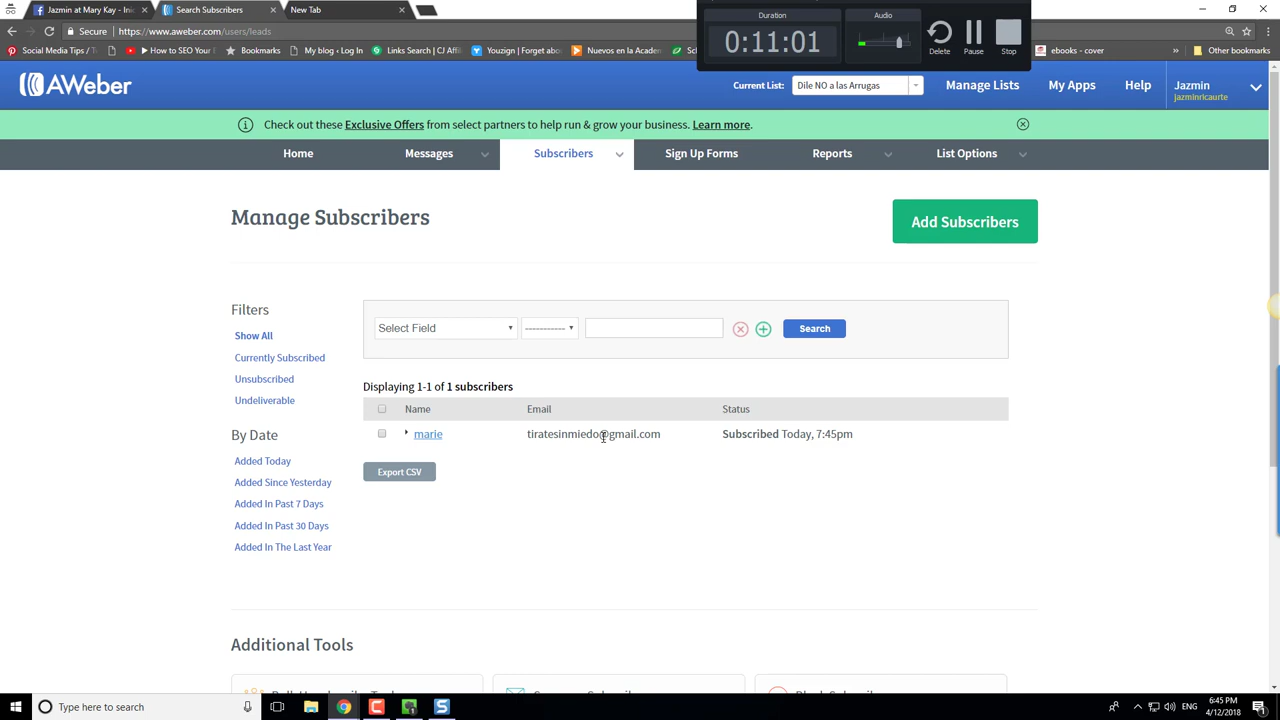 Jazmin at Mary Kay - Inic
Search Subscribers
New Tab
Duration
Audio
0:11:01
Delete
Pause
Stop
Secure
https://www.aweber.com/users/leads
Social Media Tips /
How to SEO Your
Bookmarks
My blog ‹ Log In
Links Search | CJ Affil
Youzign | Forget abou
Nuevos en la Acade
ebooks - cover
»
Other bookmarks
AWeber
Current List:
Dile NO a las Arrugas
Manage Lists
My Apps
Help
Jazmin
jazminricaurte
Check out these Exclusive Offers from select partners to help run & grow your business. Learn more.
Home
Messages
Subscribers
Sign Up Forms
Reports
List Options
Manage Subscribers
Add Subscribers
Filters
Show All
Currently Subscribed
Unsubscribed
Undeliverable
By Date
Added Today
Added Since Yesterday
Added In Past 7 Days
Added In Past 30 Days
Added In The Last Year
Select Field
-----------
Search
Displaying 1-1 of 1 subscribers
Name Email Status
marie tiratesinmiedo@gmail.com Subscribed Today, 7:45pm
Export CSV
Additional Tools
Type here to search
ENG
6:45 PM
4/12/2018